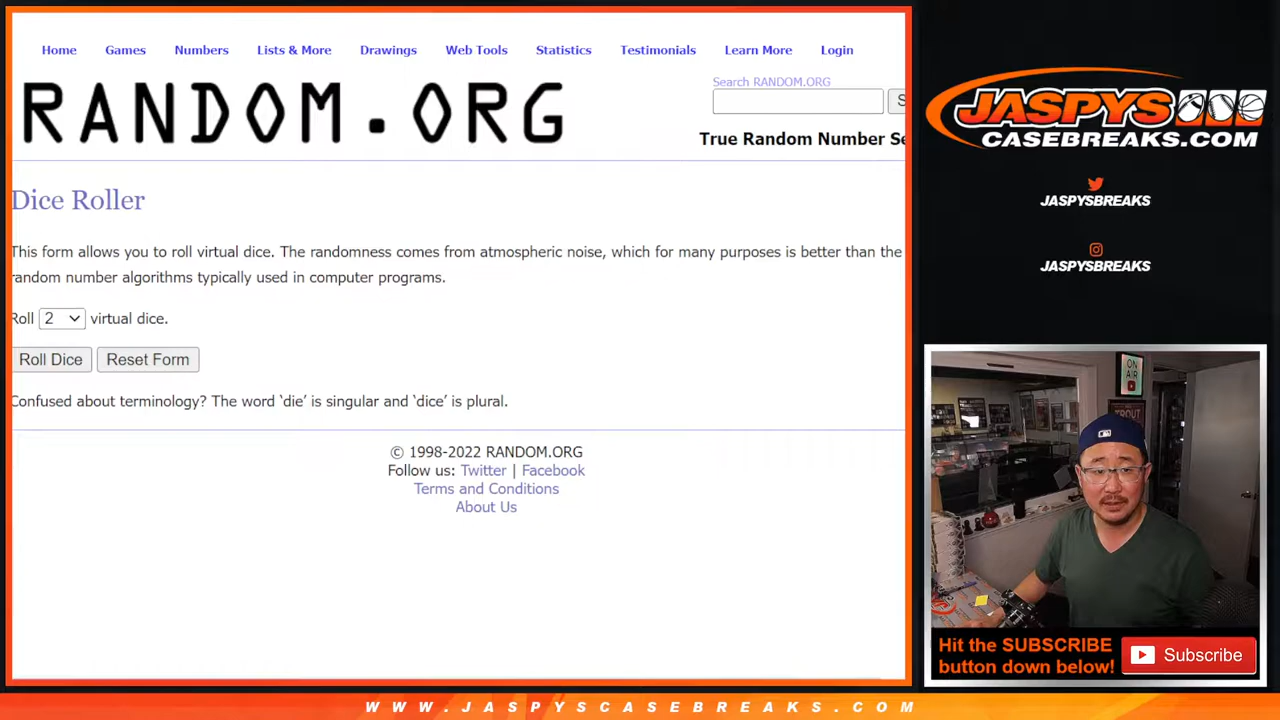 Home Games Numbers Lists & More Drawings Web Tools Statistics Testimonials Learn More Login
RANDOM.ORG
Search RANDOM.ORG
S
True Random Number Se
Dice Roller
This form allows you to roll virtual dice. The randomness comes from atmospheric noise, which for many purposes is better than the
random number algorithms typically used in computer programs.
Roll 2 virtual dice.
Roll Dice Reset Form
Confused about terminology? The word ‘die’ is singular and ‘dice’ is plural.
© 1998-2022 RANDOM.ORG
Follow us: Twitter | Facebook
Terms and Conditions
About Us
JASPYS
CASEBREAKS.COM
JASPYSBREAKS
JASPYSBREAKS
ON
AIR
TROUT
Hit the SUBSCRIBE
button down below!
Subscribe
WWW.JASPYSCASEBREAKS.COM